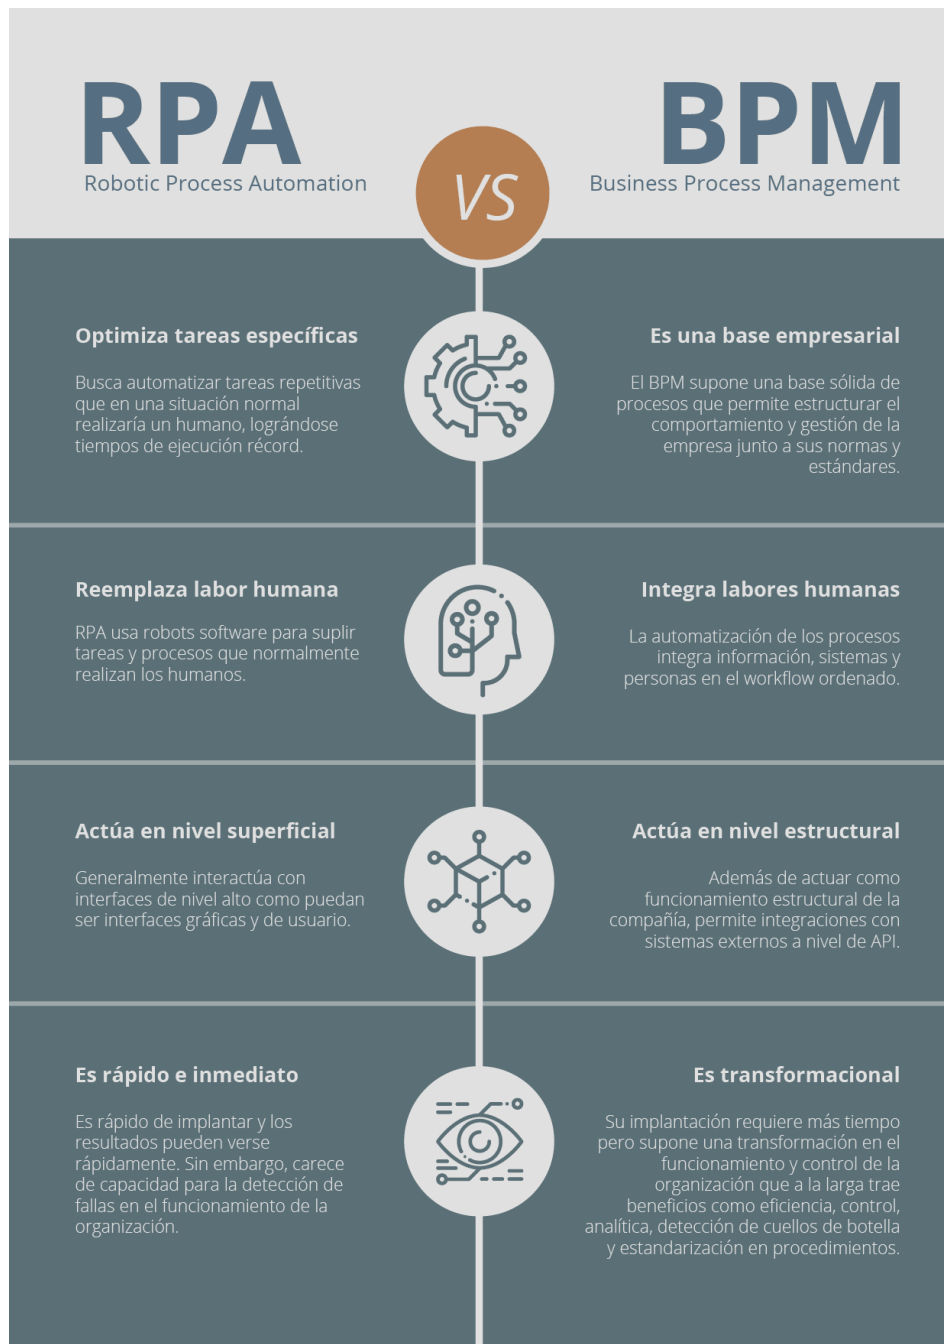 RPA
Robotic Process Automation
VS
BPM
Business Process Management
Optimiza tareas específicas
Busca automatizar tareas repetitivas
que en una situación normal
realizaría un humano, lográndose
tiempos de ejecución récord.
Es una base empresarial
El BPM supone una base sólida de
procesos que permite estructurar el
comportamiento y gestión de la
empresa junto a sus normas y
estándares.
Reemplaza labor humana
RPA usa robots software para suplir
tareas y procesos que normalmente
realizan los humanos.
Integra labores humanas
La automatización de los procesos
integra información, sistemas y
personas en el workflow ordenado.
Actúa en nivel superficial
Generalmente interactúa con
interfaces de nivel alto como puedan
ser interfaces gráficas y de usuario.
Actúa en nivel estructural
Además de actuar como
funcionamiento estructural de la
compañía, permite integraciones con
sistemas externos a nivel de API.
Es rápido e inmediato
Es rápido de implantar y los
resultados pueden verse
rápidamente. Sin embargo, carece
de capacidad para la detección de
fallas en el funcionamiento de la
organización.
Es transformacional
Su implantación requiere más tiempo
pero supone una transformación en el
funcionamiento y control de la
organización que a la larga trae
beneficios como eficiencia, control,
analítica, detección de cuellos de botella
y estandarización en procedimientos.